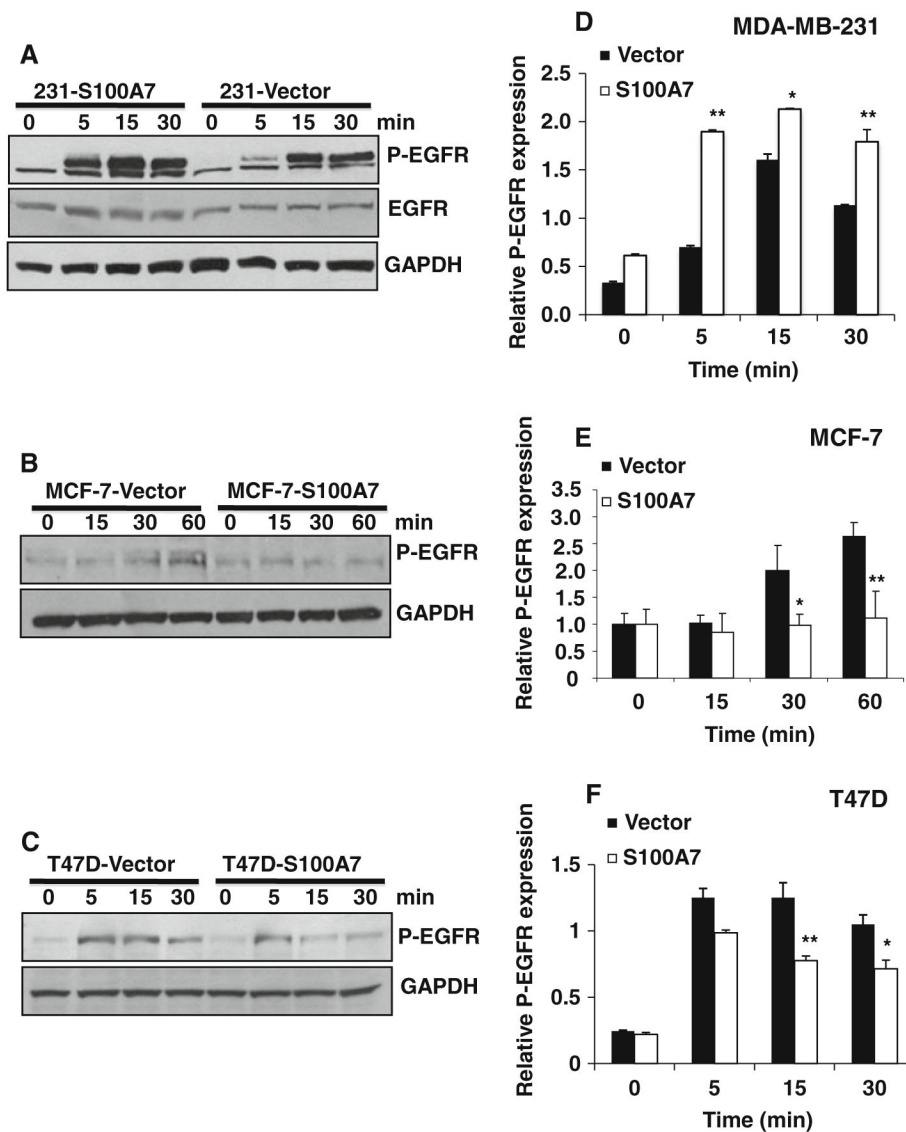 A
231-S100A7 231-Vector
0 5 15 30 0 5 15 30 min
P-EGFR
EGFR
GAPDH
D
MDA-MB-231
Vector
S100A7
Relative P-EGFR expression
2.5
2.0
1.5
1.0
0.5
0.0
** * **
0 5 15 30
Time (min)
B
MCF-7-Vector MCF-7-S100A7
0 15 30 60 0 15 30 60 min
P-EGFR
GAPDH
E
MCF-7
Vector
S100A7
Relative P-EGFR expression
3.5
3.0
2.5
2.0
1.5
1.0
0.5
0
* **
0 15 30 60
Time (min)
C
T47D-Vector T47D-S100A7
0 5 15 30 0 5 15 30 min
P-EGFR
GAPDH
F
T47D
Vector
S100A7
Relative P-EGFR expression
1.5
1
0.5
0
** *
0 5 15 30
Time (min)